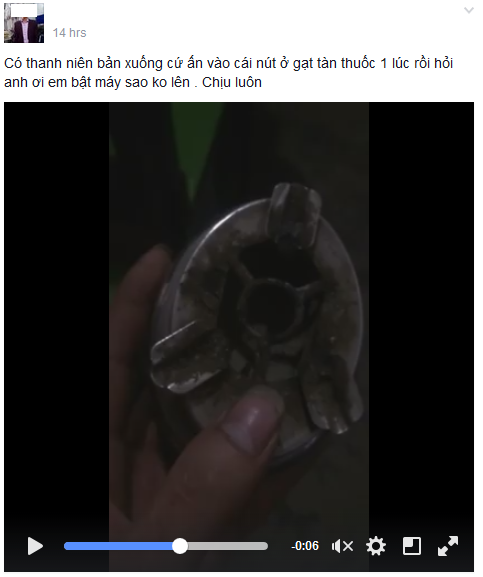 14 hrs
Có thanh niên bản xuống cứ ấn vào cái nút ở gạt tàn thuốc 1 lúc rồi hỏi
anh ơi em bật máy sao ko lên . Chịu luôn
-0:06